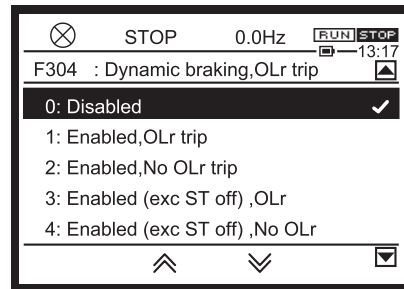 STOP 0.0Hz RUN STOP
13:17
F304 : Dynamic braking,OLr trip
0: Disabled
1: Enabled,OLr trip
2: Enabled,No OLr trip
3: Enabled (exc ST off) ,OLr
4: Enabled (exc ST off) ,No OLr